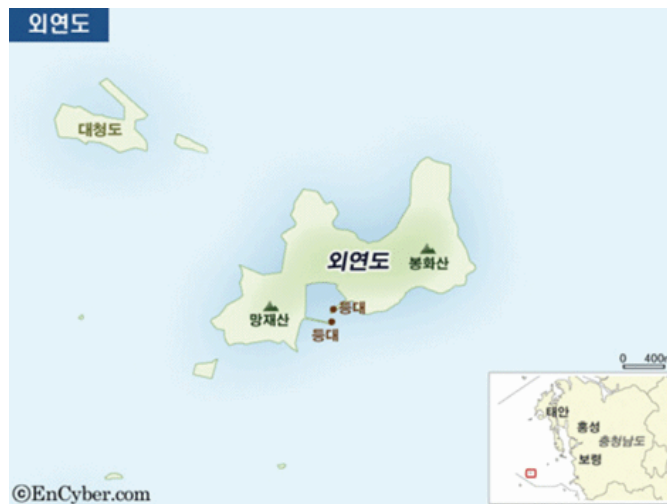 외연도
대청도
외연도
봉화산
망재산
등대
등대
0 400m
태안
홍성
충청남도
보령
©EnCyber.com